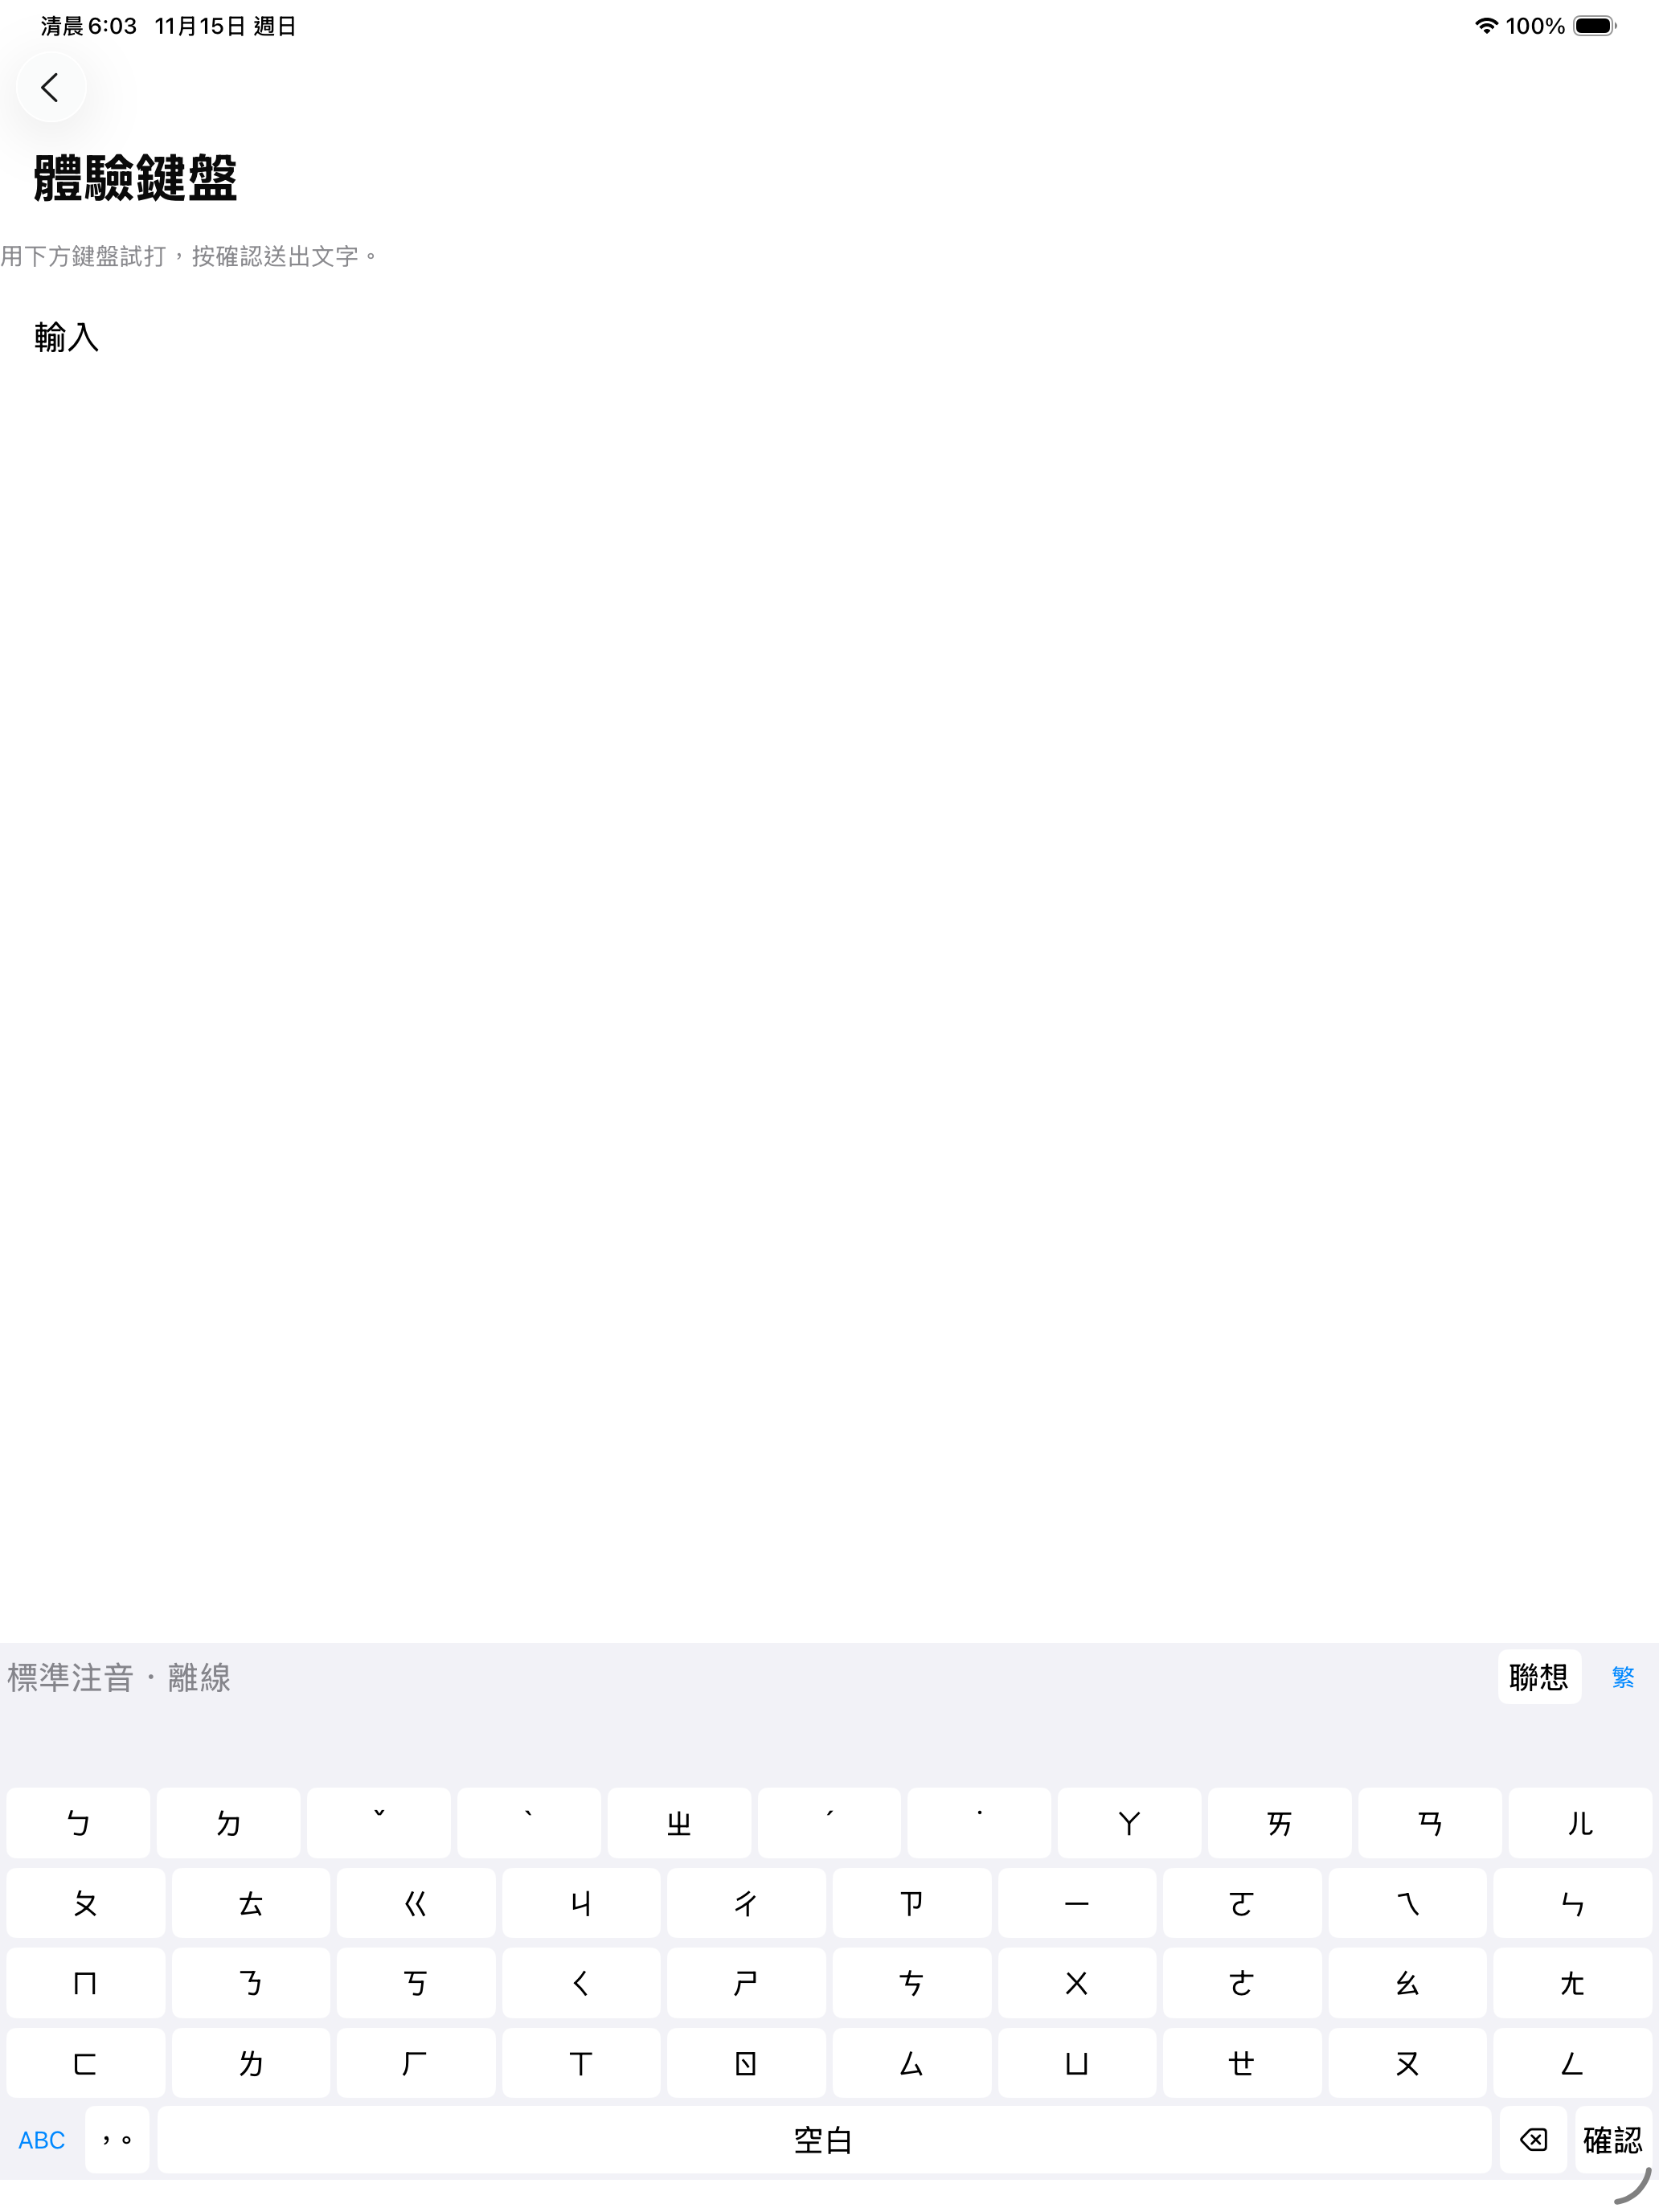 清晨6:03 11月15日 週日 100%
體驗鍵盤
用下方鍵盤試打，按確認送出文字。
輸入
標準注音・離線 聯想 繁
ㄅ ㄉ ˇ ˋ ㄓ ˊ ˙ ㄚ ㄞ ㄢ ㄦ
ㄆ ㄊ ㄍ ㄐ ㄔ ㄗ ㄧ ㄛ ㄟ ㄣ
ㄇ ㄋ ㄎ ㄑ ㄕ ㄘ ㄨ ㄜ ㄠ ㄤ
ㄈ ㄌ ㄏ ㄒ ㄖ ㄙ ㄩ ㄝ ㄡ ㄥ
ABC ，。 空白 確認